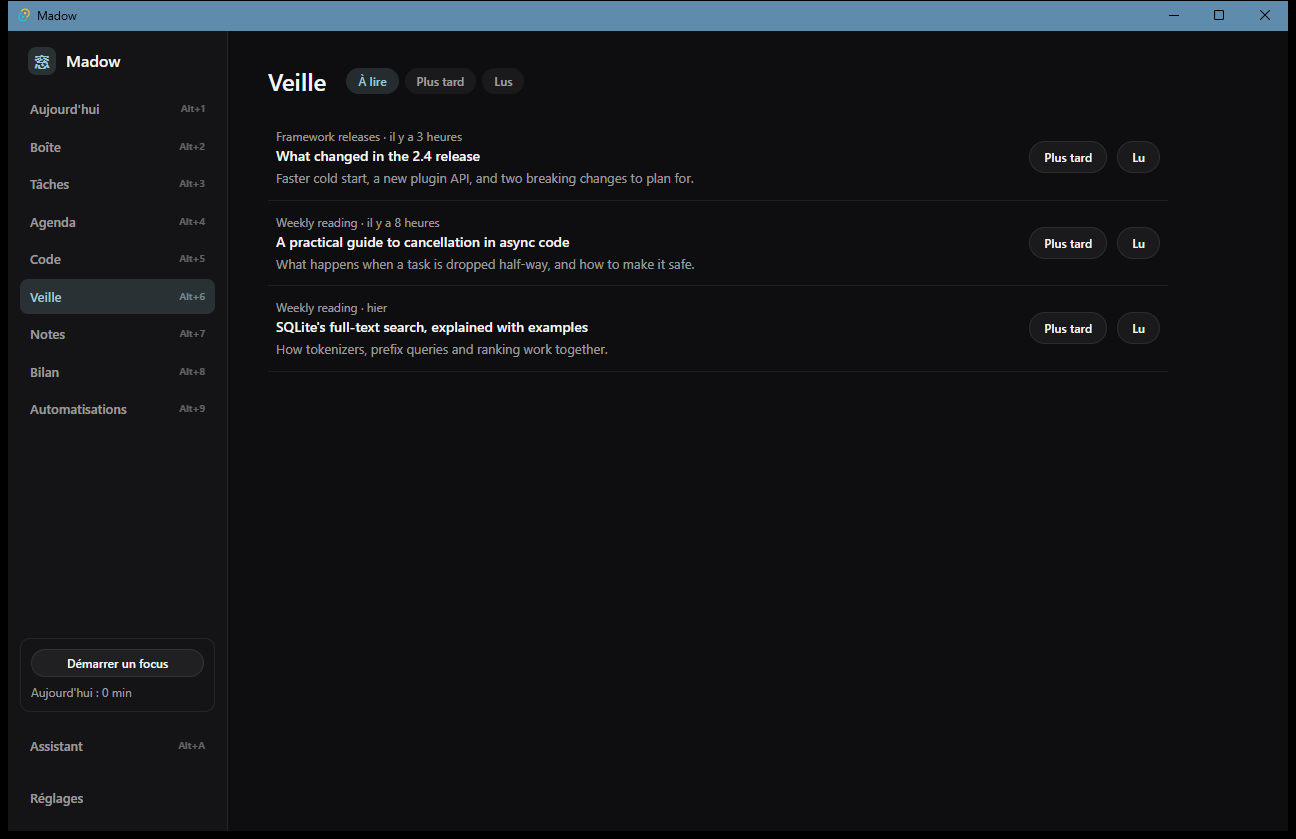 Madow
窓 Madow
Aujourd'hui Alt+1
Boîte Alt+2
Tâches Alt+3
Agenda Alt+4
Code Alt+5
Veille Alt+6
Notes Alt+7
Bilan Alt+8
Automatisations Alt+9
Démarrer un focus
Aujourd'hui : 0 min
Assistant Alt+A
Réglages
Veille À lire Plus tard Lus
Framework releases · il y a 3 heures
What changed in the 2.4 release
Faster cold start, a new plugin API, and two breaking changes to plan for.
Plus tard Lu
Weekly reading · il y a 8 heures
A practical guide to cancellation in async code
What happens when a task is dropped half-way, and how to make it safe.
Plus tard Lu
Weekly reading · hier
SQLite's full-text search, explained with examples
How tokenizers, prefix queries and ranking work together.
Plus tard Lu